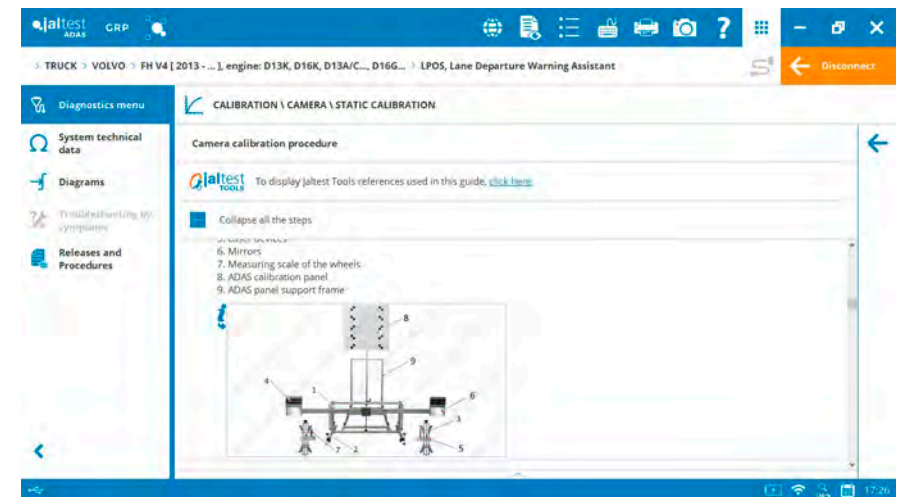 jaltest
ADAS
GRP
?
TRUCK > VOLVO > FH V4 [ 2013 - ... ], engine: D13K, D16K, D13A/C..., D16G... > LPOS, Lane Departure Warning Assistant
Disconnect
Diagnostics menu
CALIBRATION \ CAMERA \ STATIC CALIBRATION
System technical
data
Camera calibration procedure
Diagrams
jaltest
TOOLS
To display Jaltest Tools references used in this guide, click here.
Troubleshooting by
symptoms
Collapse all the steps
Releases and
Procedures
5. Laser devices
6. Mirrors
7. Measuring scale of the wheels
8. ADAS calibration panel
9. ADAS panel support frame
8
9
4
1
6
3
7
2
5
17:26